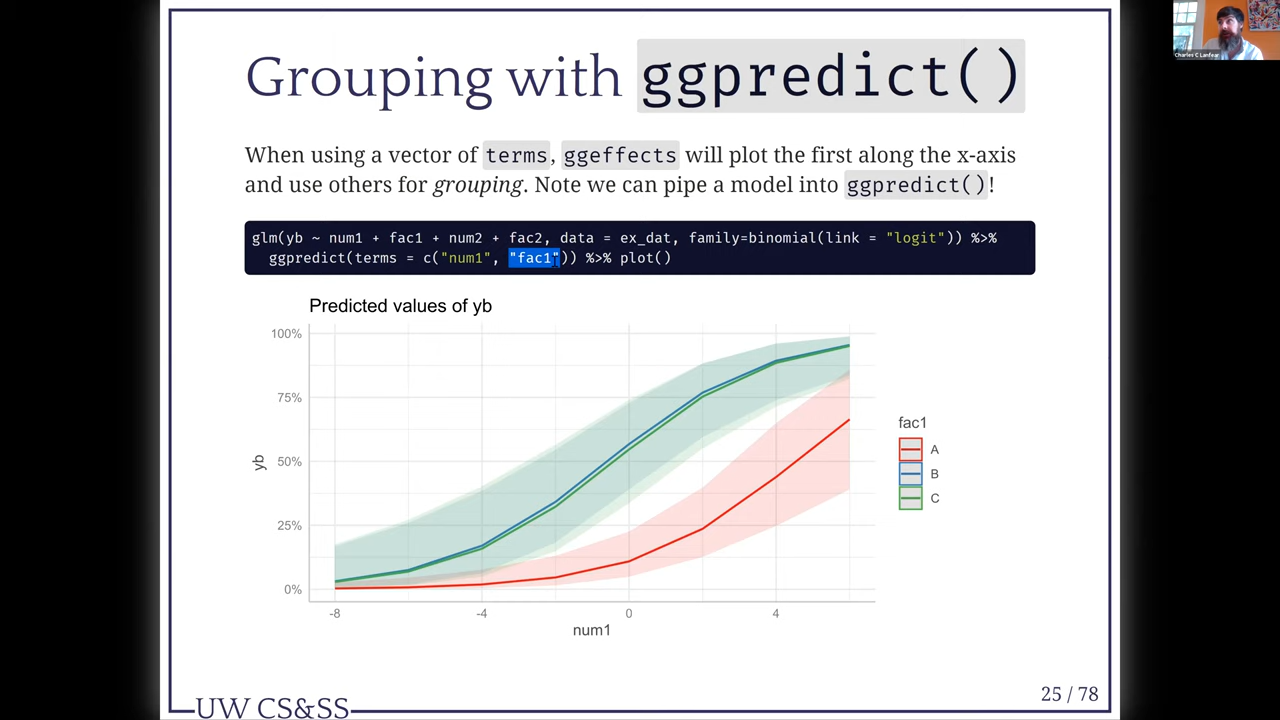 Grouping with ggpredict()
When using a vector of terms, ggeffects will plot the first along the x-axis
and use others for grouping. Note we can pipe a model into ggpredict()!
glm(yb ~ num1 + fac1 + num2 + fac2, data = ex_dat, family=binomial(link = "logit")) %>%
ggpredict(terms = c("num1", "fac1")) %>% plot()
Predicted values of yb
100%
75%
50%
25%
0%
yb
-8
-4
0
4
num1
fac1
A
B
C
UW CS&SS
25 / 78
Charles C Lanfear